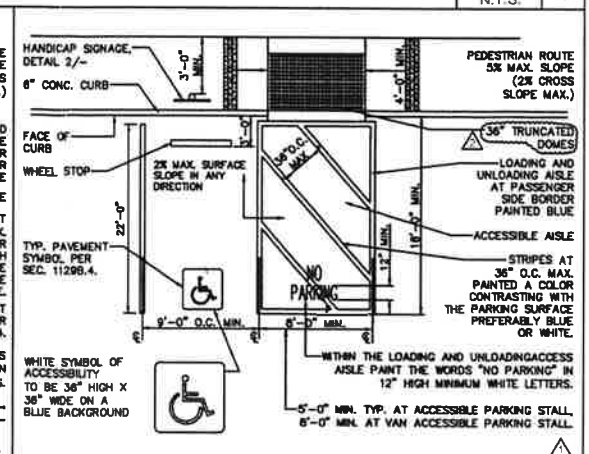 N.T.S.
HANDICAP SIGNAGE,
DETAIL 2/-
6" CONC. CURB
FACE OF
CURB
WHEEL STOP
2% MAX. SURFACE
SLOPE IN ANY
DIRECTION
TYP. PAVEMENT
SYMBOL PER
SEC. 1129B.4.
WHITE SYMBOL OF
ACCESSIBILITY
TO BE 36" HIGH X
36" WIDE ON A
BLUE BACKGROUND
3'-0"
MIN.
4'-0" MIN.
22'-0"
36" O.C.
MAX
12" MIN.
18'-0" MIN.
NO
PARKING
9'-0" O.C. MIN.
8'-0" MIN.
PEDESTRIAN ROUTE
5% MAX. SLOPE
(2% CROSS
SLOPE MAX.)
2
36" TRUNCATED
DOMES
LOADING AND
UNLOADING AISLE
AT PASSENGER
SIDE BORDER
PAINTED BLUE
ACCESSIBLE AISLE
STRIPES AT
36" O.C. MAX.
PAINTED A COLOR
CONTRASTING WITH
THE PARKING SURFACE
PREFERABLY BLUE
OR WHITE.
WITHIN THE LOADING AND UNLOADINGACCESS
AISLE PAINT THE WORDS "NO PARKING" IN
12" HIGH MINIMUM WHITE LETTERS.
5'-0" MIN. TYP. AT ACCESSIBLE PARKING STALL,
8'-0" MIN. AT VAN ACCESSIBLE PARKING STALL.
1